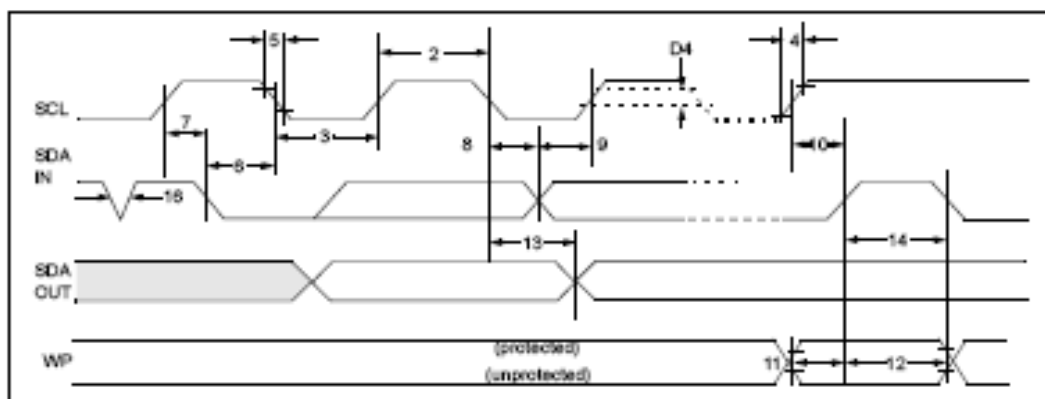 5
2
D4
4
SCL
7
3
8
9
10
SDA
IN
6
16
13
14
SDA
OUT
WP
(protected)
(unprotected)
11
12